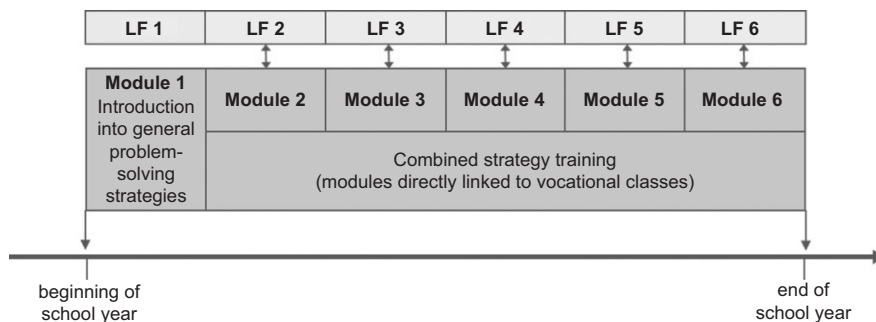 LF 1 LF 2 LF 3 LF 4 LF 5 LF 6
Module 1
Introduction
into general
problem-
solving
strategies
Module 2 Module 3 Module 4 Module 5 Module 6
Combined strategy training
(modules directly linked to vocational classes)
beginning of
school year
end of
school year